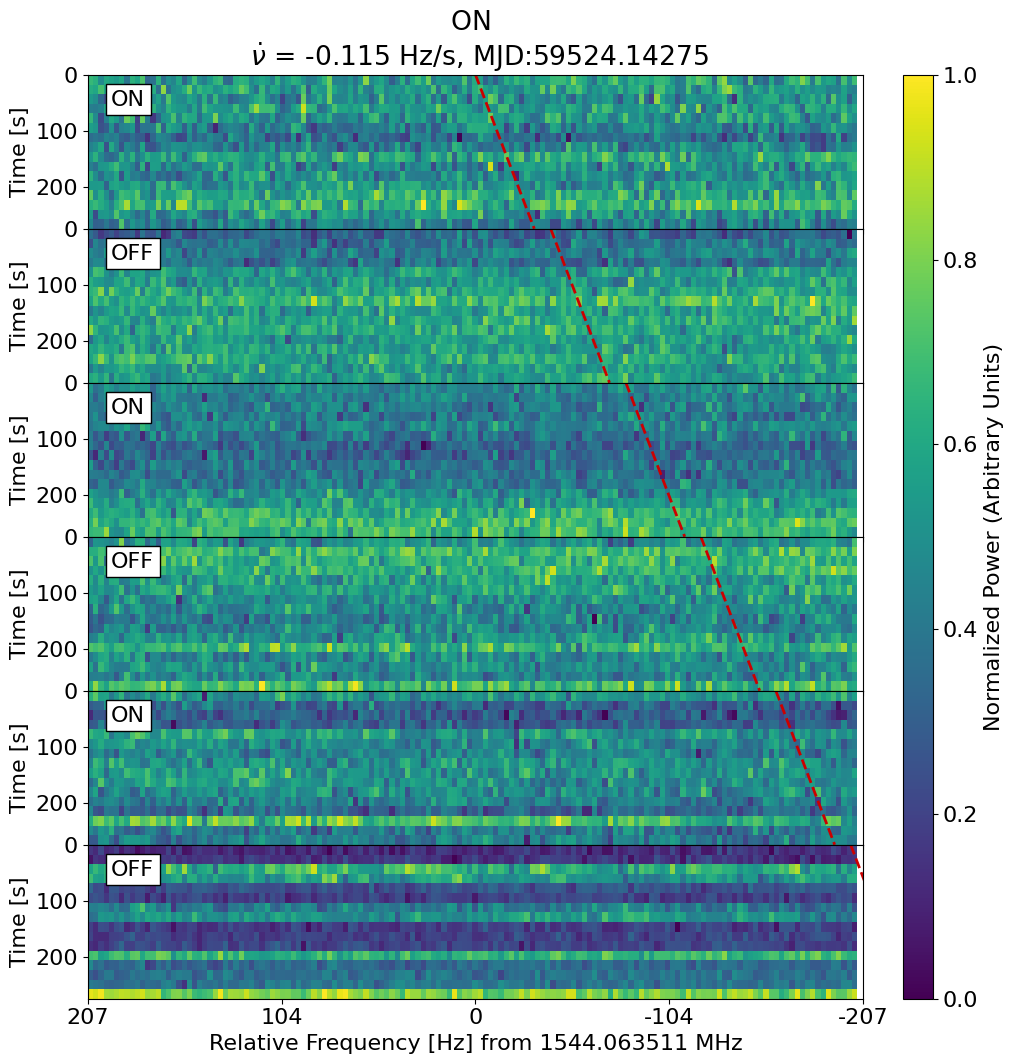 ON
ν̇ = -0.115 Hz/s, MJD:59524.14275
0
100
200
Time [s]
ON
0
100
200
Time [s]
OFF
0
100
200
Time [s]
ON
0
100
200
Time [s]
OFF
0
100
200
Time [s]
ON
0
100
200
Time [s]
OFF
207 104 0 -104 -207
Relative Frequency [Hz] from 1544.063511 MHz
1.0
0.8
0.6
0.4
0.2
0.0
Normalized Power (Arbitrary Units)